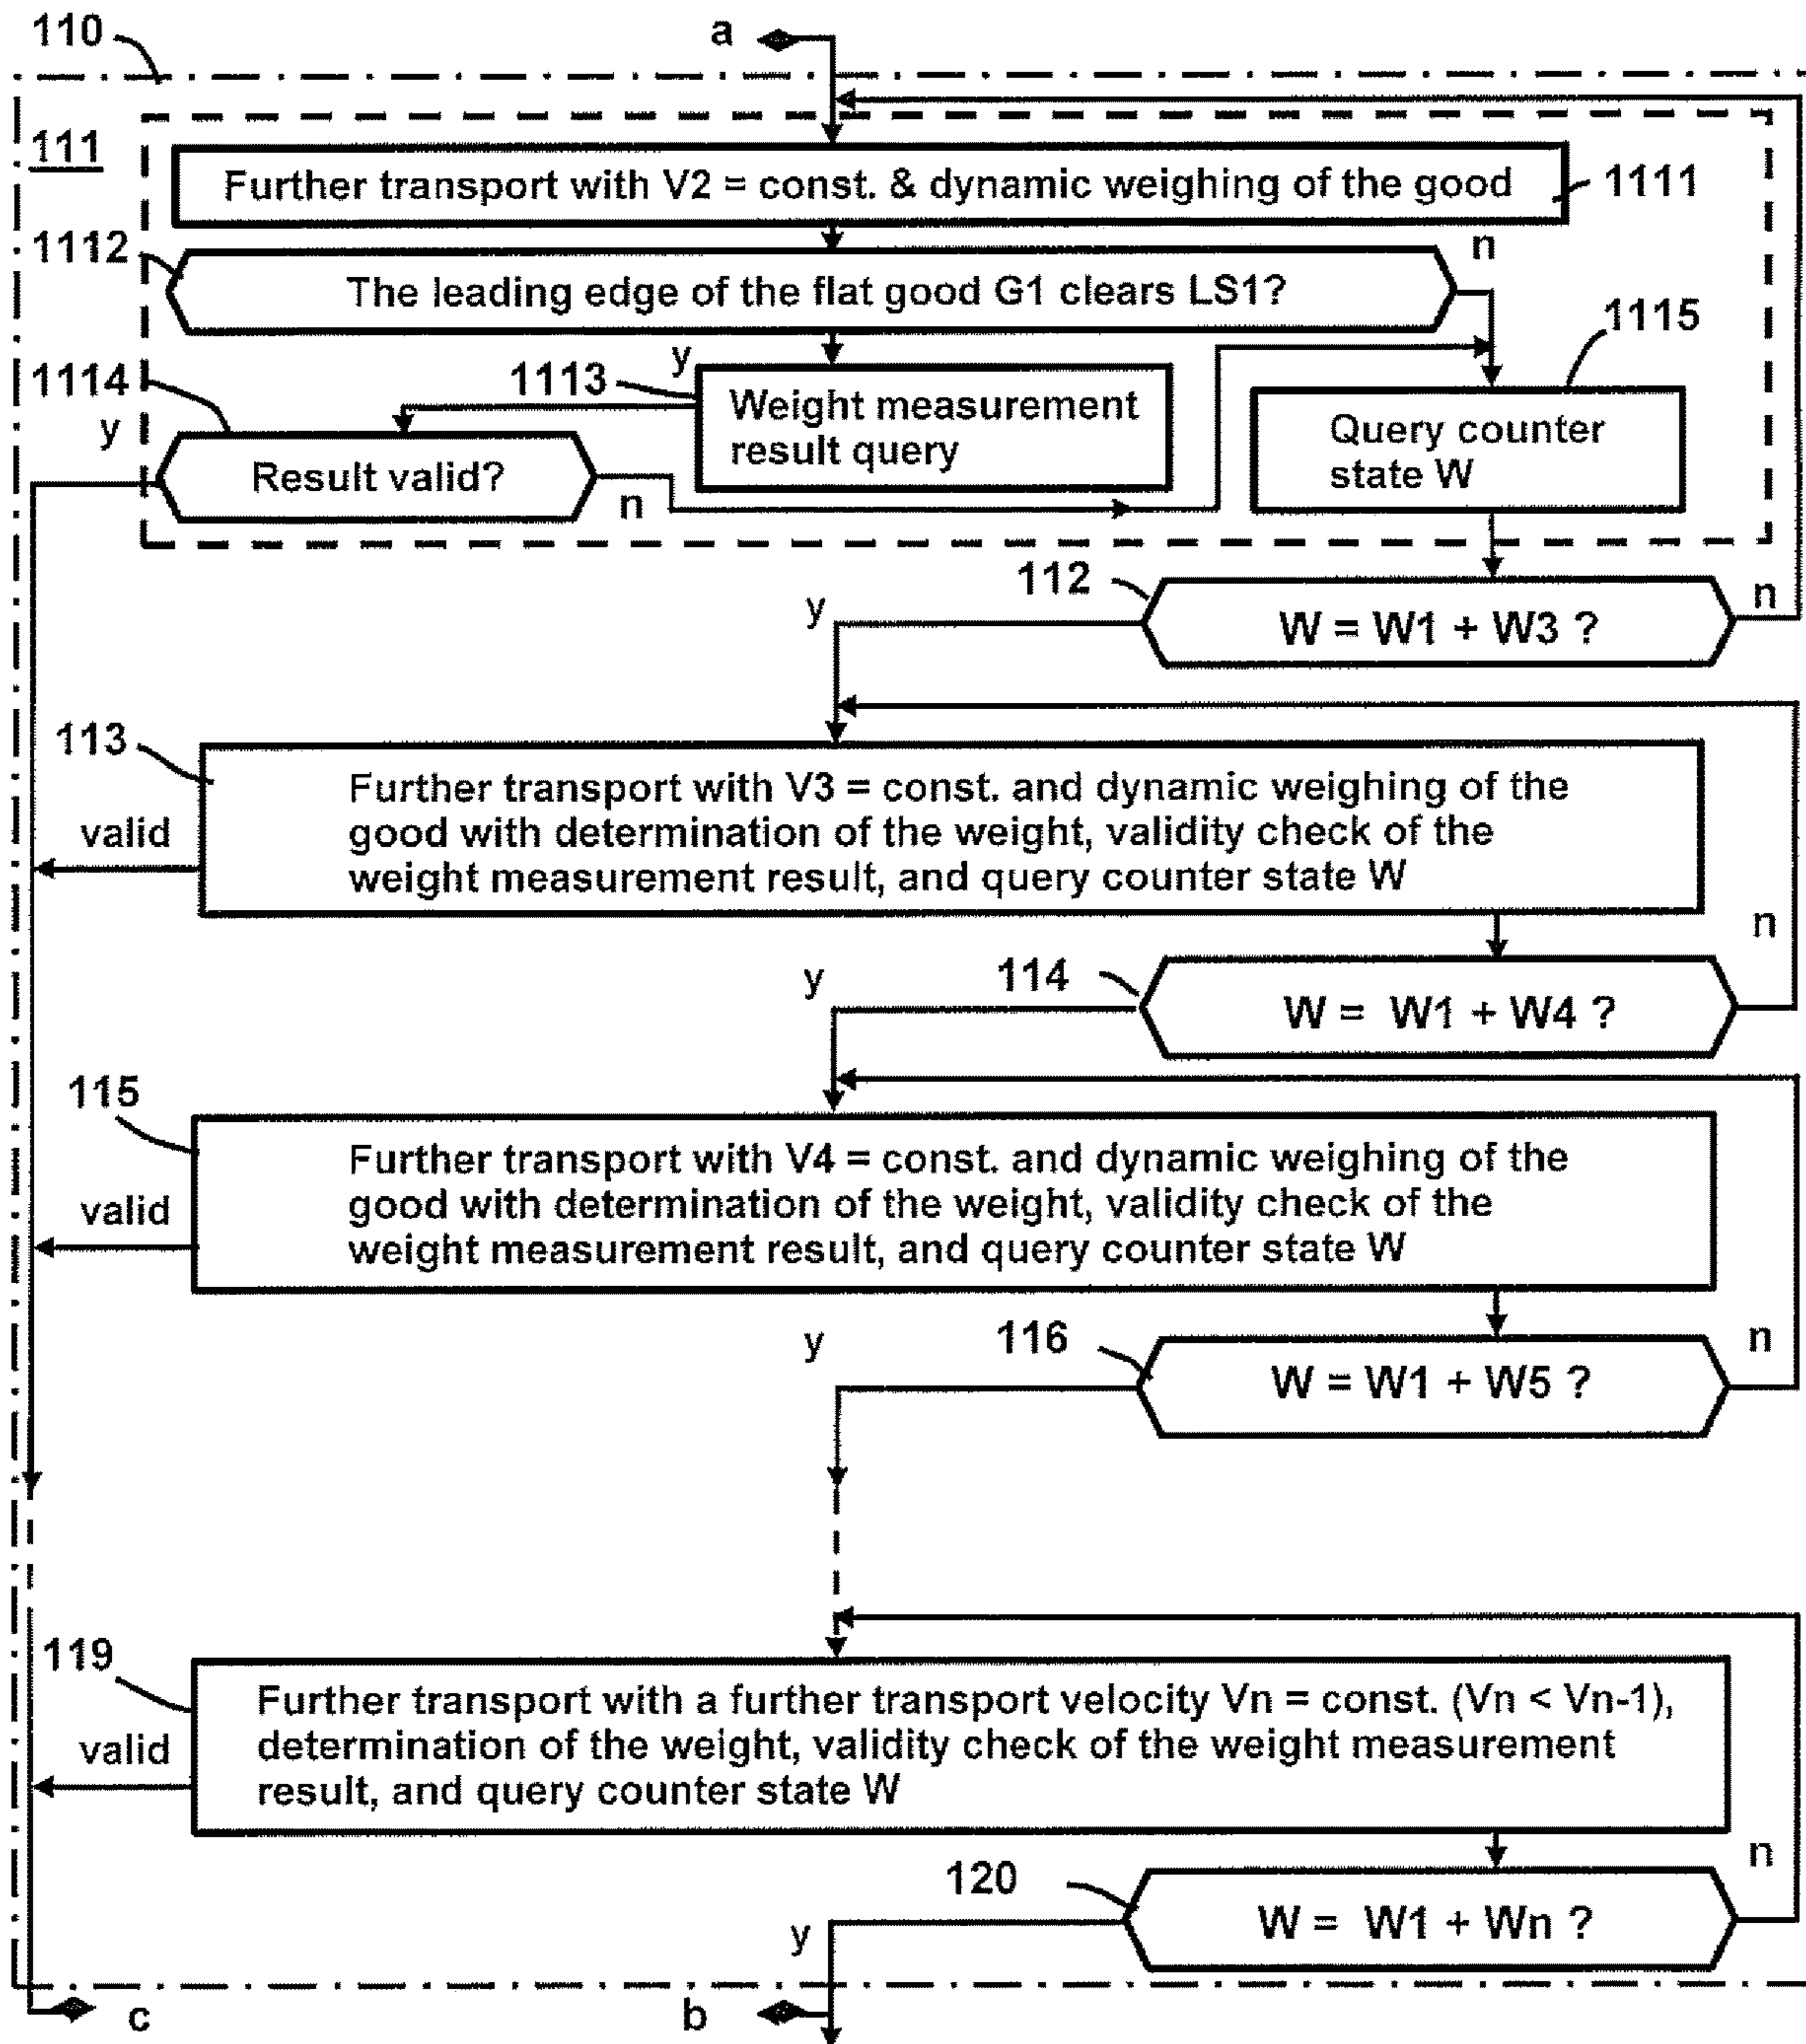 110
a
111
Further transport with V2 = const. & dynamic weighing of the good
1111
1112
n
The leading edge of the flat good G1 clears LS1?
1115
1114
y
1113
y
Weight measurement
result query
Query counter
state W
Result valid?
n
112
y
n
W = W1 + W3 ?
113
Further transport with V3 = const. and dynamic weighing of the
good with determination of the weight, validity check of the
weight measurement result, and query counter state W
valid
n
114
y
W = W1 + W4 ?
115
Further transport with V4 = const. and dynamic weighing of the
good with determination of the weight, validity check of the
weight measurement result, and query counter state W
valid
116
y
n
W = W1 + W5 ?
119
Further transport with a further transport velocity Vn = const. (Vn < Vn-1),
determination of the weight, validity check of the weight measurement
result, and query counter state W
valid
n
120
y
W = W1 + Wn ?
c
b